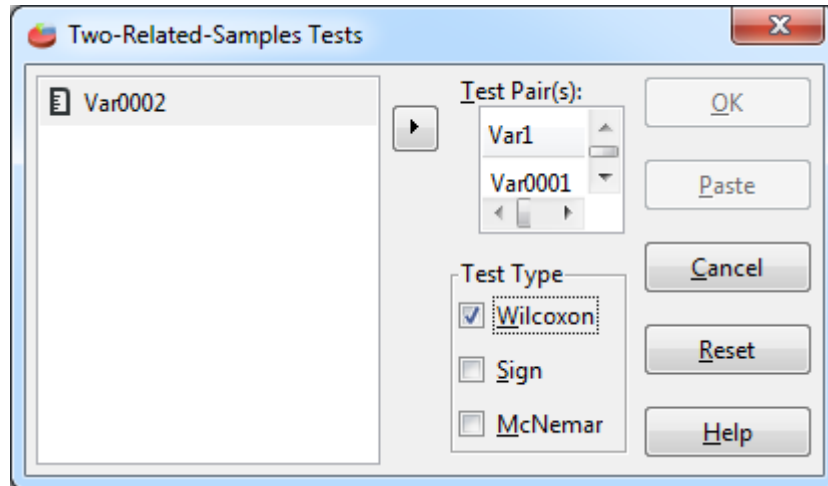 Two-Related-Samples Tests
Var0002
Test Pair(s):
Var1
Var0001
Test Type
Wilcoxon
Sign
McNemar
OK
Paste
Cancel
Reset
Help